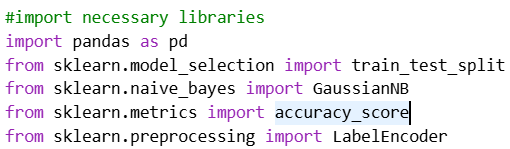 #import necessary libraries
import pandas as pd
from sklearn.model_selection import train_test_split
from sklearn.naive_bayes import GaussianNB
from sklearn.metrics import accuracy_score
from sklearn.preprocessing import LabelEncoder